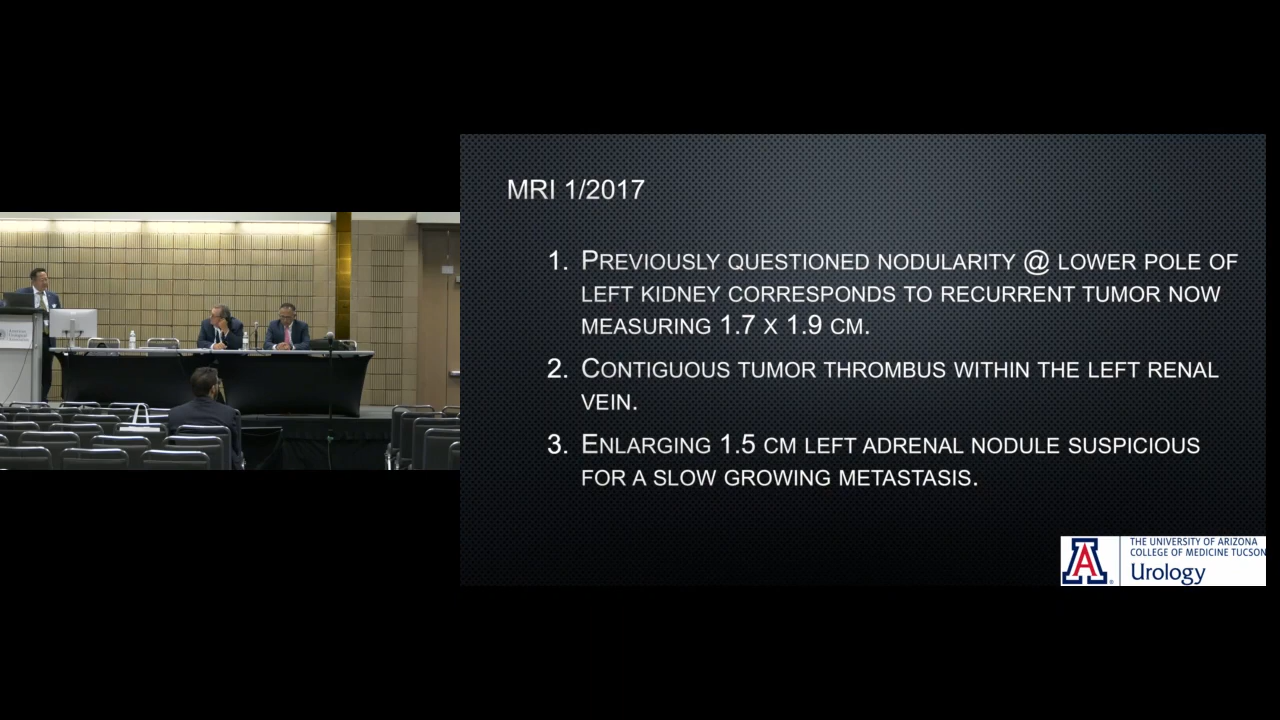 MRI 1/2017
1. PREVIOUSLY QUESTIONED NODULARITY @ LOWER POLE OF
LEFT KIDNEY CORRESPONDS TO RECURRENT TUMOR NOW
MEASURING 1.7 X 1.9 CM.
2. CONTIGUOUS TUMOR THROMBUS WITHIN THE LEFT RENAL
VEIN.
3. ENLARGING 1.5 CM LEFT ADRENAL NODULE SUSPICIOUS
FOR A SLOW GROWING METASTASIS.
A
THE UNIVERSITY OF ARIZONA
COLLEGE OF MEDICINE TUCSON
Urology